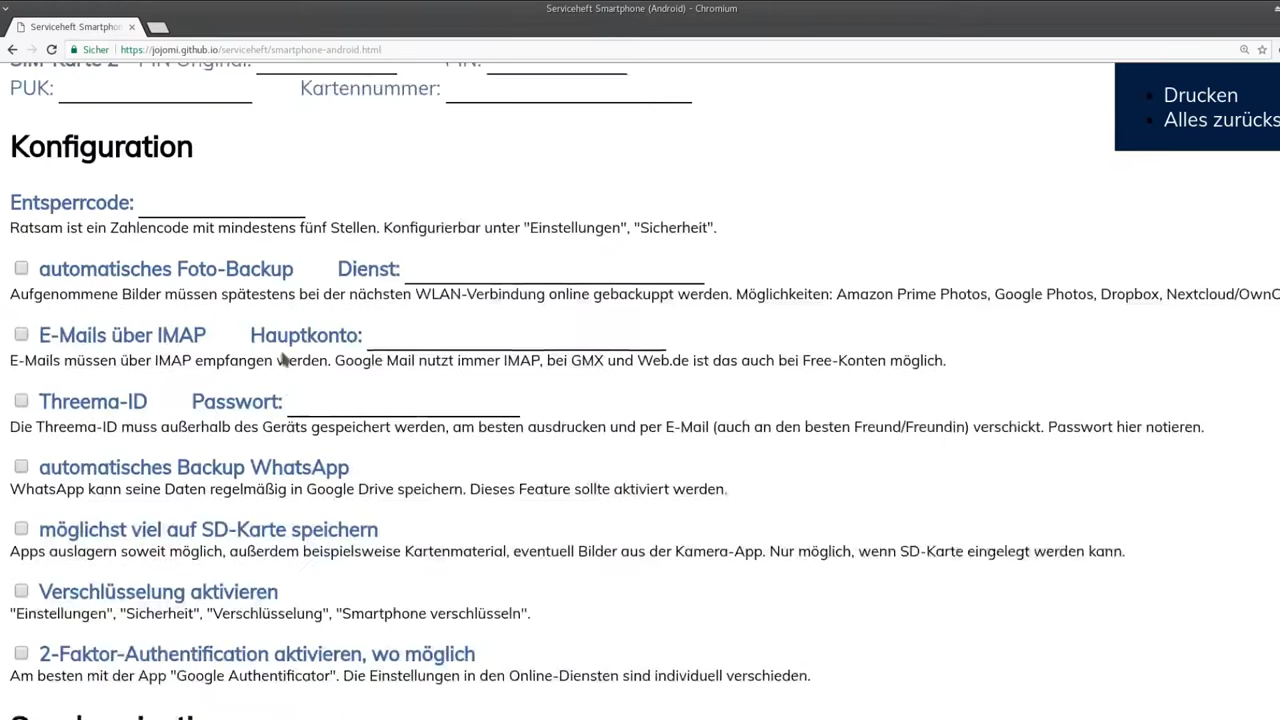 Serviceheft Smartphone (Android) - Chromium
Serviceheft Smartphon
Sicher https://jojomi.github.io/serviceheft/smartphone-android.html
SIM-Karte 2 PIN Original: PIN:
PUK: Kartennummer:
Drucken
Alles zurücks
Konfiguration
Entsperrcode:
Ratsam ist ein Zahlencode mit mindestens fünf Stellen. Konfigurierbar unter "Einstellungen", "Sicherheit".
automatisches Foto-Backup Dienst:
Aufgenommene Bilder müssen spätestens bei der nächsten WLAN-Verbindung online gebackuppt werden. Möglichkeiten: Amazon Prime Photos, Google Photos, Dropbox, Nextcloud/OwnC
E-Mails über IMAP Hauptkonto:
E-Mails müssen über IMAP empfangen werden. Google Mail nutzt immer IMAP, bei GMX und Web.de ist das auch bei Free-Konten möglich.
Threema-ID Passwort:
Die Threema-ID muss außerhalb des Geräts gespeichert werden, am besten ausdrucken und per E-Mail (auch an den besten Freund/Freundin) verschickt. Passwort hier notieren.
automatisches Backup WhatsApp
WhatsApp kann seine Daten regelmäßig in Google Drive speichern. Dieses Feature sollte aktiviert werden.
möglichst viel auf SD-Karte speichern
Apps auslagern soweit möglich, außerdem beispielsweise Kartenmaterial, eventuell Bilder aus der Kamera-App. Nur möglich, wenn SD-Karte eingelegt werden kann.
Verschlüsselung aktivieren
"Einstellungen", "Sicherheit", "Verschlüsselung", "Smartphone verschlüsseln".
2-Faktor-Authentification aktivieren, wo möglich
Am besten mit der App "Google Authentificator". Die Einstellungen in den Online-Diensten sind individuell verschieden.